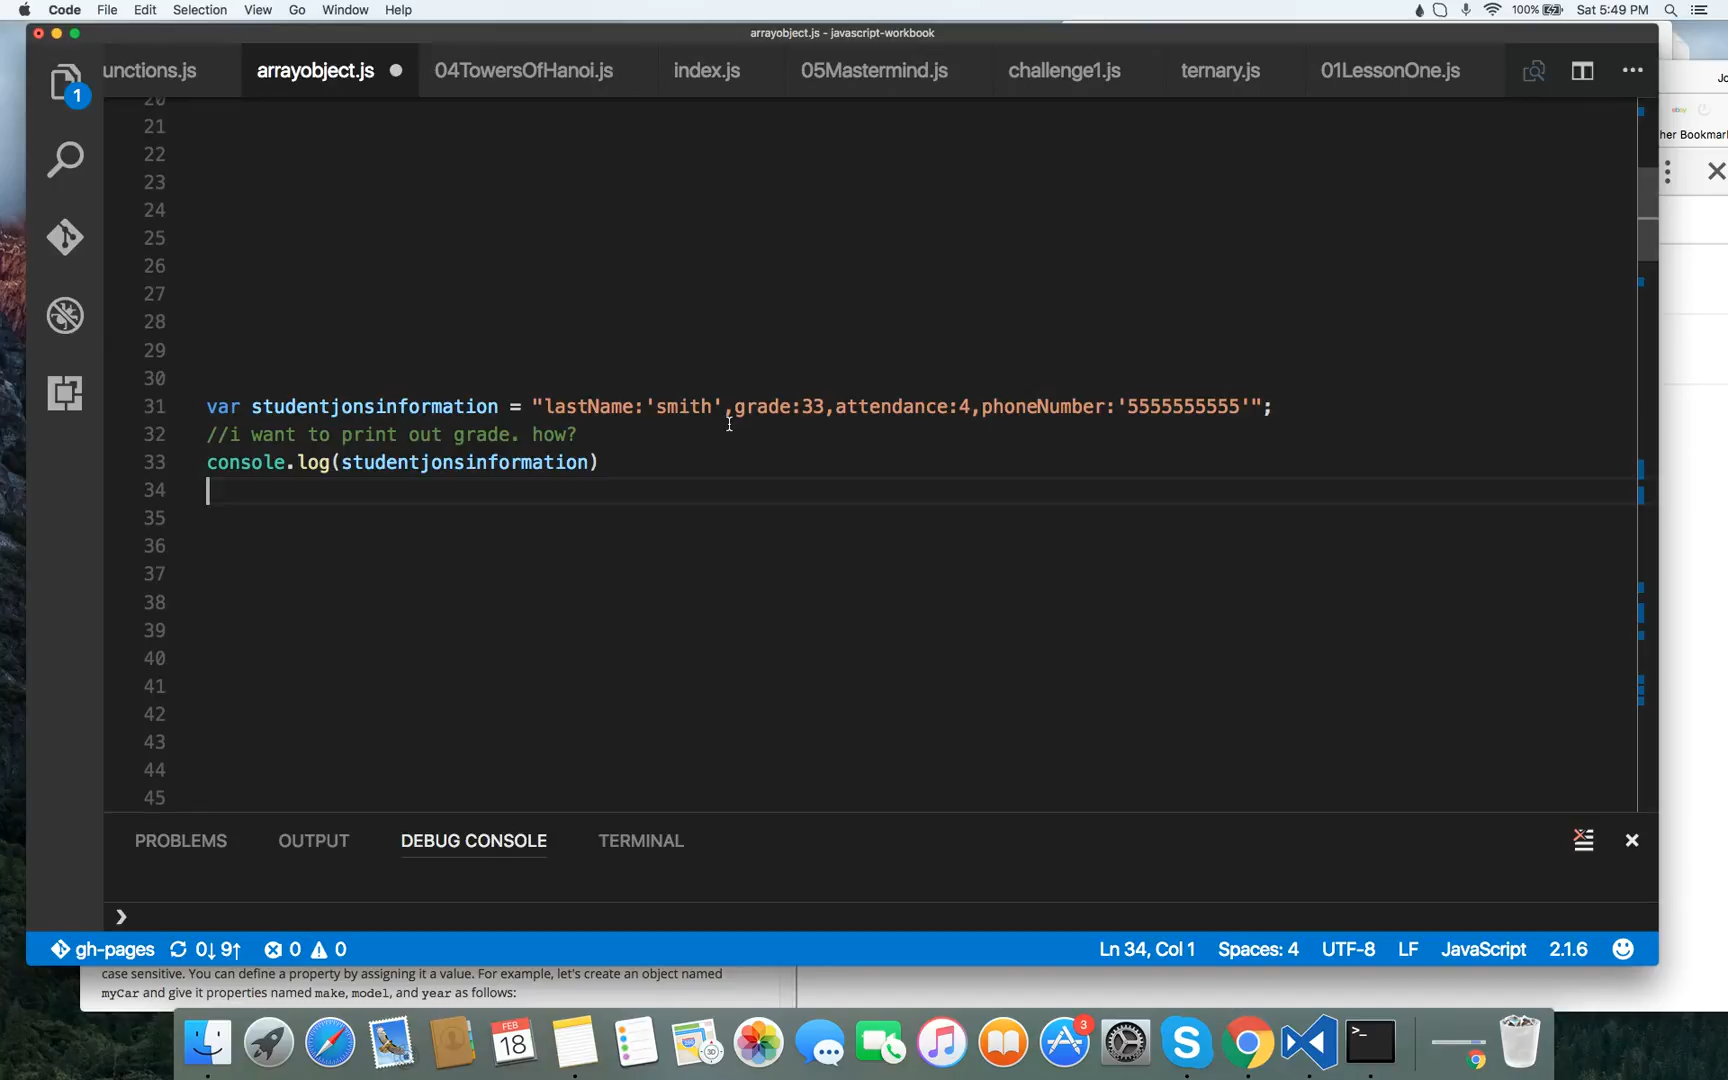 Code File Edit Selection View Go Window Help 100% Sat 5:49 PM
arrayobject.js - javascript-workbook
unctions.js arrayobject.js 04TowersOfHanoi.js index.js 05Mastermind.js challenge1.js ternary.js 01LessonOne.js
1
ebay
her Bookmar
20
21
22
23
24
25
26
27
28
29
30
31 var studentjonsinformation = "lastName:'smith',grade:33,attendance:4,phoneNumber:'5555555555'";
32 //i want to print out grade. how?
33 console.log(studentjonsinformation)
34
35
36
37
38
39
40
41
42
43
44
45
PROBLEMS OUTPUT DEBUG CONSOLE TERMINAL
gh-pages 0↓ 9↑ 0 0 Ln 34, Col 1 Spaces: 4 UTF-8 LF JavaScript 2.1.6
case sensitive. You can define a property by assigning it a value. For example, let's create an object named
myCar and give it properties named make, model, and year as follows:
FEB
18
3D
3
>_